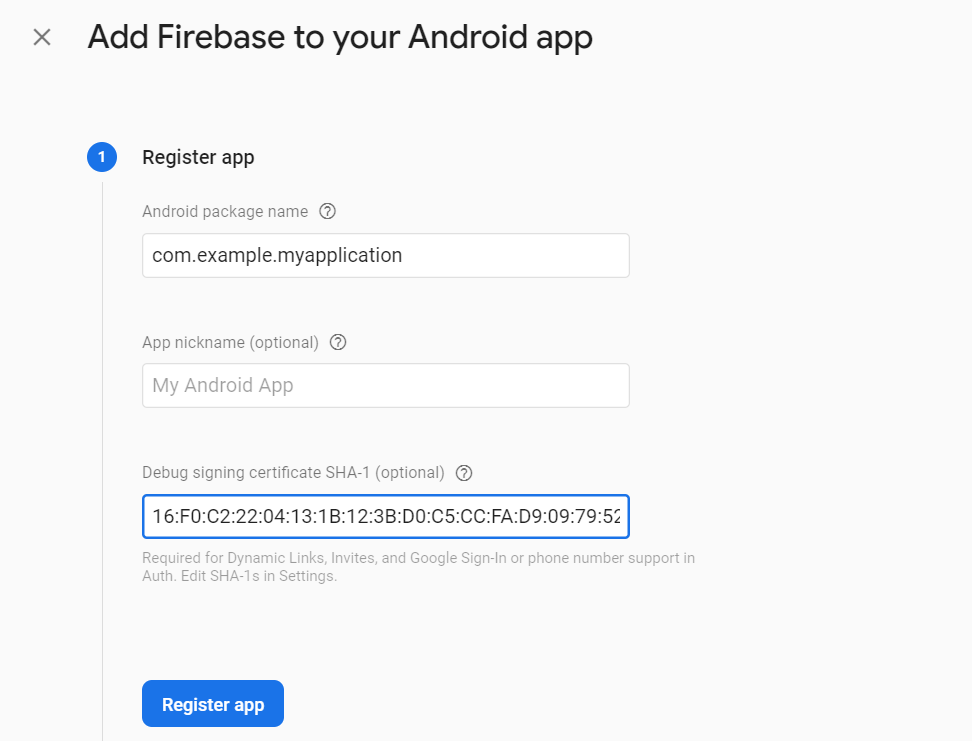 Add Firebase to your Android app
1 Register app
Android package name ?
com.example.myapplication
App nickname (optional) ?
My Android App
Debug signing certificate SHA-1 (optional) ?
16:F0:C2:22:04:13:1B:12:3B:D0:C5:CC:FA:D9:09:79:52
Required for Dynamic Links, Invites, and Google Sign-In or phone number support in
Auth. Edit SHA-1s in Settings.
Register app